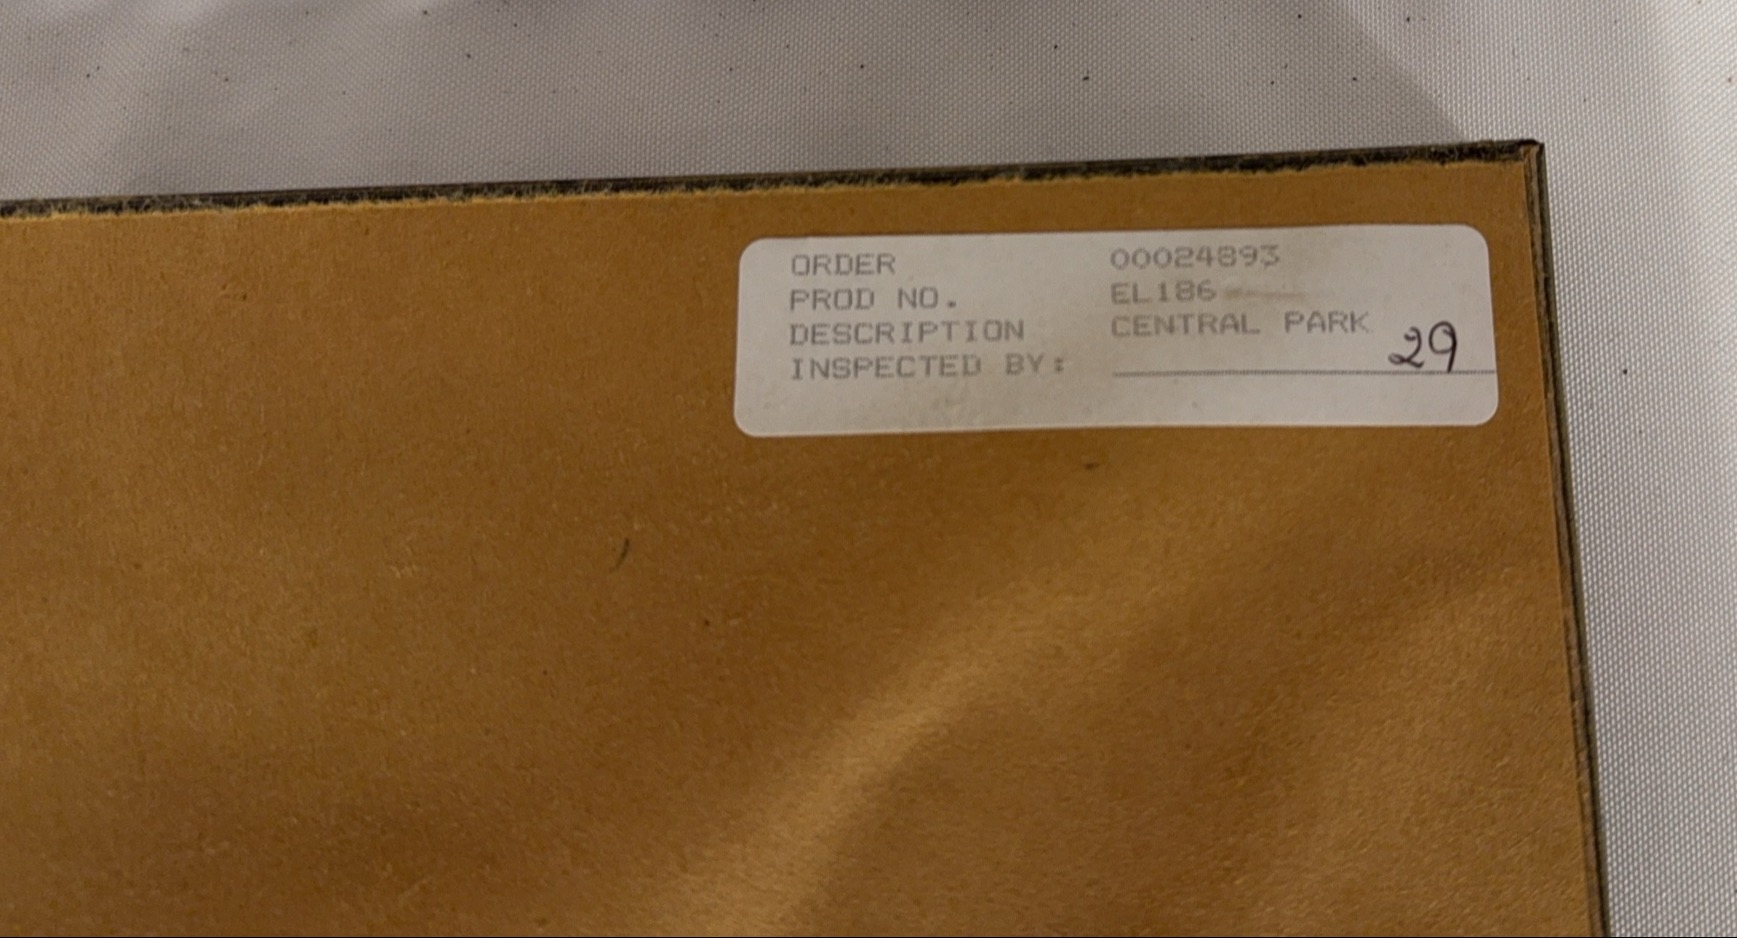 ORDER 00024893
PROD NO. EL186
DESCRIPTION CENTRAL PARK
INSPECTED BY: 29